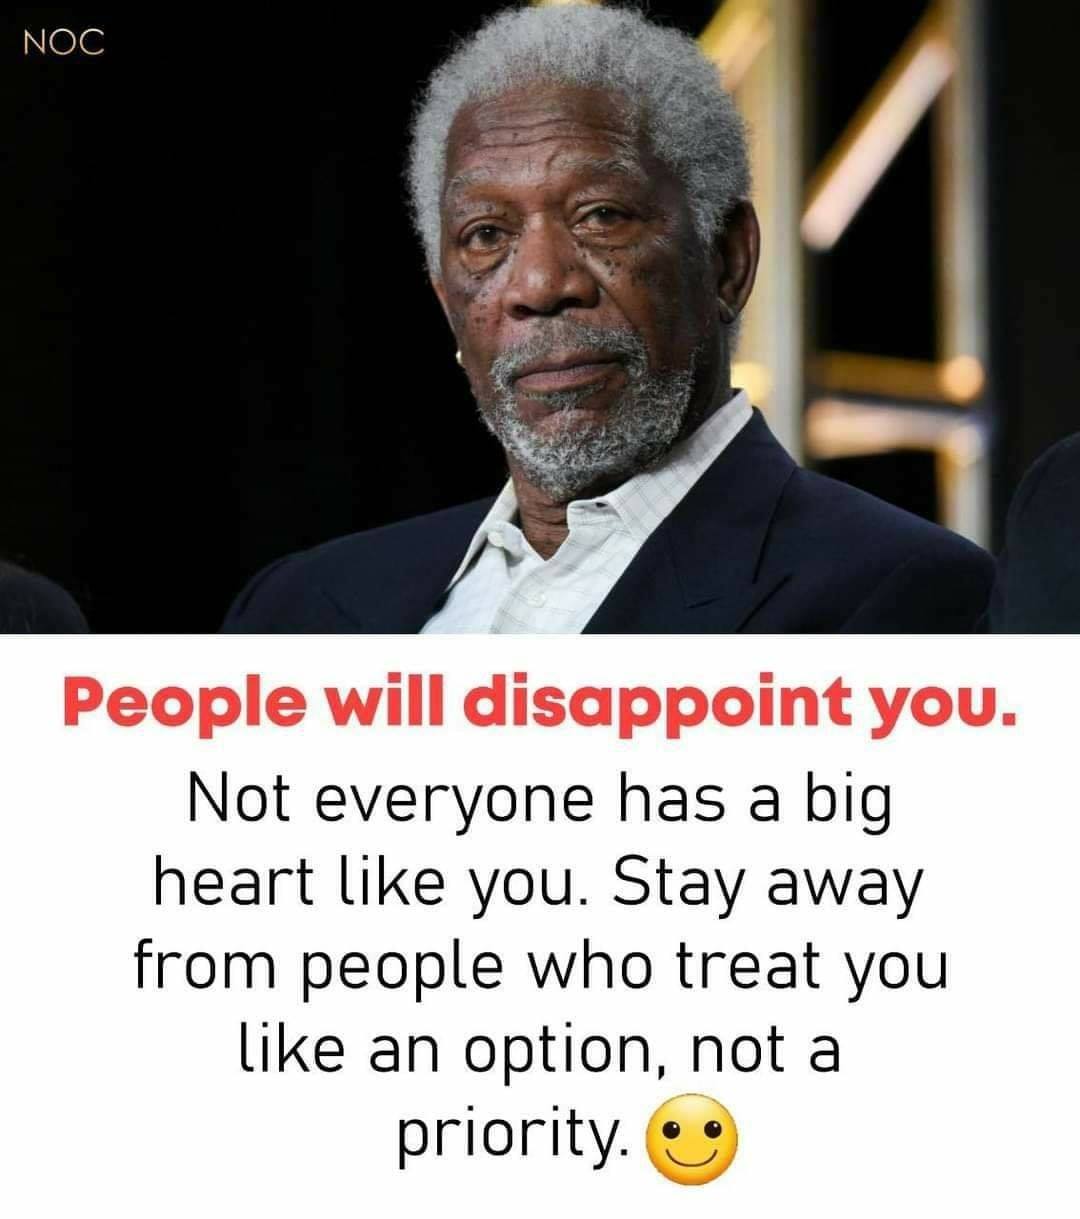 NOC
People will disappoint you.
Not everyone has a big
heart like you. Stay away
from people who treat you
like an option, not a
priority. 🙂